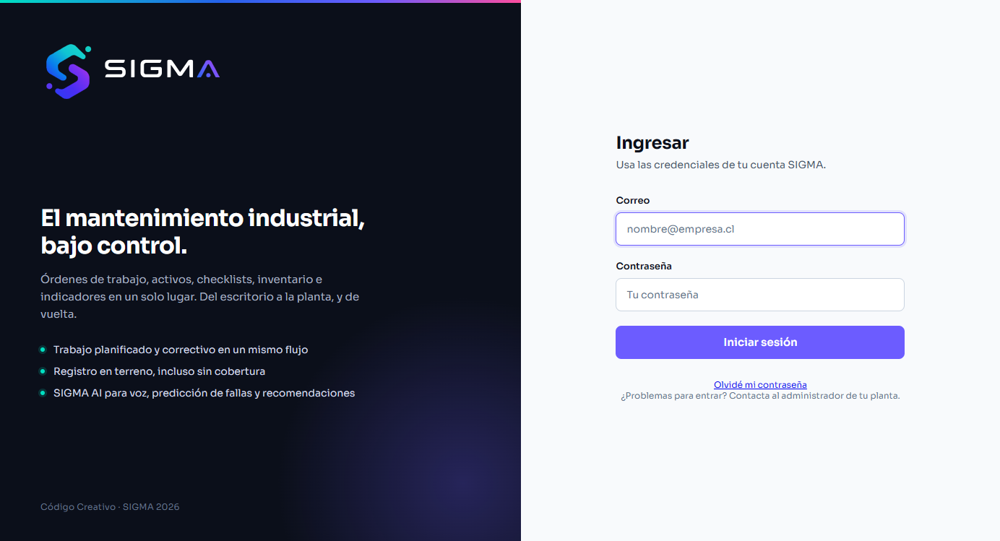 SIGMA
El mantenimiento industrial,
bajo control.
Órdenes de trabajo, activos, checklists, inventario e
indicadores en un solo lugar. Del escritorio a la planta, y de
vuelta.
Trabajo planificado y correctivo en un mismo flujo
Registro en terreno, incluso sin cobertura
SIGMA AI para voz, predicción de fallas y recomendaciones
Código Creativo · SIGMA 2026
Ingresar
Usa las credenciales de tu cuenta SIGMA.
Correo
nombre@empresa.cl
Contraseña
Tu contraseña
Iniciar sesión
Olvidé mi contraseña
¿Problemas para entrar? Contacta al administrador de tu planta.